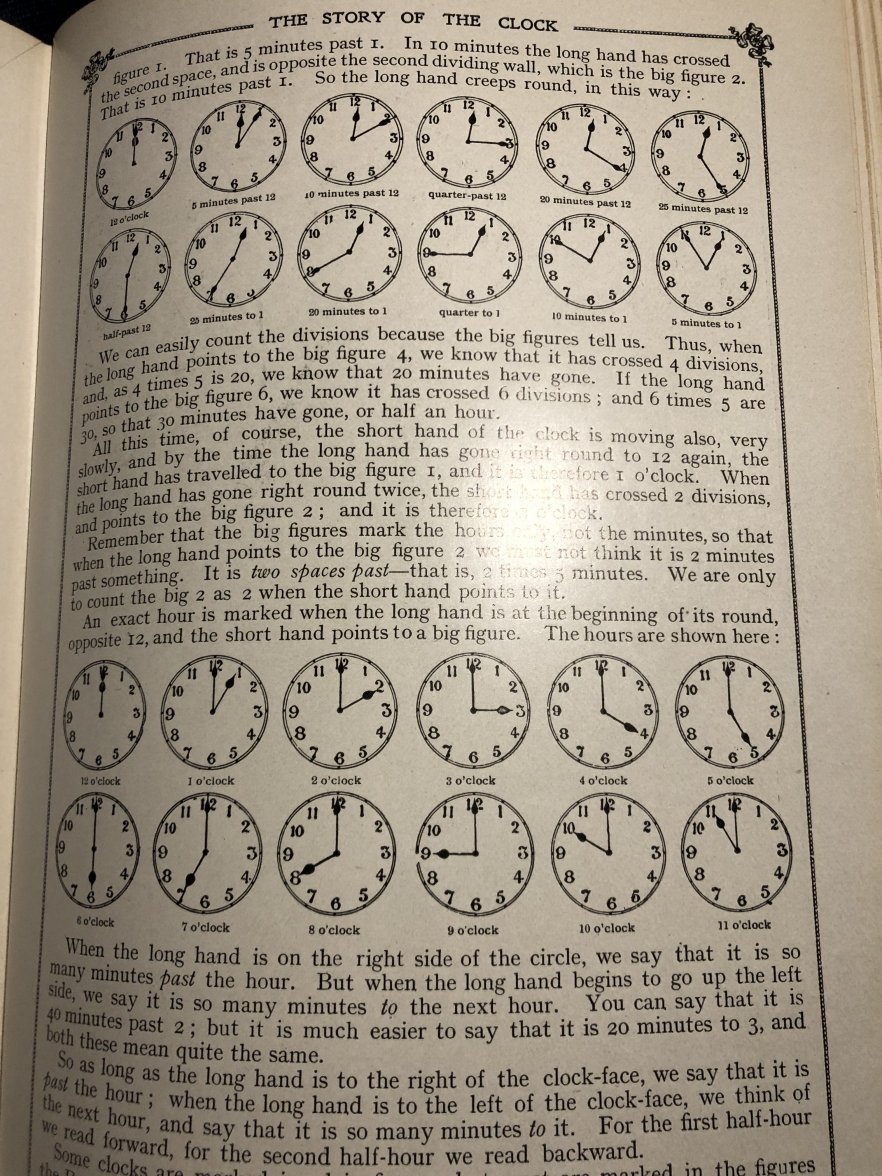 THE STORY OF THE CLOCK
figure 1. That is 5 minutes past 1. In 10 minutes the long hand has crossed
the second space, and is opposite the second dividing wall, which is the big figure 2.
That is 10 minutes past 1. So the long hand creeps round, in this way :
12 o'clock
5 minutes past 12
10 minutes past 12
quarter-past 12
20 minutes past 12
25 minutes past 12
half-past 12
25 minutes to 1
20 minutes to 1
quarter to 1
10 minutes to 1
5 minutes to 1
We can easily count the divisions because the big figures tell us. Thus, when
the long hand points to the big figure 4, we know that it has crossed 4 divisions,
and, as 4 times 5 is 20, we know that 20 minutes have gone. If the long hand
points to the big figure 6, we know it has crossed 6 divisions ; and 6 times 5 are
30, so that 30 minutes have gone, or half an hour.
All this time, of course, the short hand of the clock is moving also, very
slowly, and by the time the long hand has gone right round to 12 again, the
short hand has travelled to the big figure 1, and it is therefore 1 o'clock. When
the long hand has gone right round twice, the short hand has crossed 2 divisions,
and points to the big figure 2 ; and it is therefore 2 o'clock.
Remember that the big figures mark the hours only, not the minutes, so that
when the long hand points to the big figure 2 we must not think it is 2 minutes
past something. It is two spaces past—that is, 2 times 5 minutes. We are only
to count the big 2 as 2 when the short hand points to it.
An exact hour is marked when the long hand is at the beginning of its round,
opposite 12, and the short hand points to a big figure. The hours are shown here :
12 o'clock
1 o'clock
2 o'clock
3 o'clock
4 o'clock
5 o'clock
6 o'clock
7 o'clock
8 o'clock
9 o'clock
10 o'clock
11 o'clock
When the long hand is on the right side of the circle, we say that it is so
many minutes past the hour. But when the long hand begins to go up the left
side, we say it is so many minutes to the next hour. You can say that it is
40 minutes past 2 ; but it is much easier to say that it is 20 minutes to 3, and
both these mean quite the same.
So as long as the long hand is to the right of the clock-face, we say that it is
past the hour ; when the long hand is to the left of the clock-face, we think of
the next hour, and say that it is so many minutes to it. For the first half-hour
we read forward, for the second half-hour we read backward.
Some clocks are marked in the figures